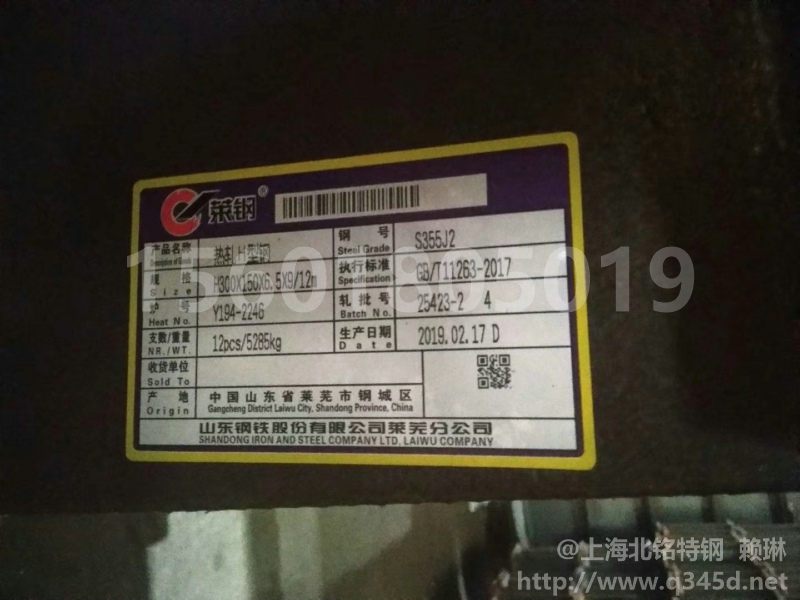 莱钢®
产品名称 Description of Goods 热轧H型钢 钢号 Steel Grade S355J2
规格 Size H300X150X6.5X9/12m 执行标准 Specification GB/T11263-2017
炉号 Heat No. Y194-2246 轧批号 Batch No. 25423-2 4
支数/重量 NR./WT. 12pcs/5285kg 生产日期 Date 2019.02.17 D
收货单位 Sold To
产地 Origin 中国山东省莱芜市钢城区
Gangcheng District Laiwu City, Shandong Province, China
山东钢铁股份有限公司莱芜分公司
SHANDONG IRON AND STEEL COMPANY LTD. LAIWU COMPANY
@上海北铭特钢 赖琳
http://www.q345d.net